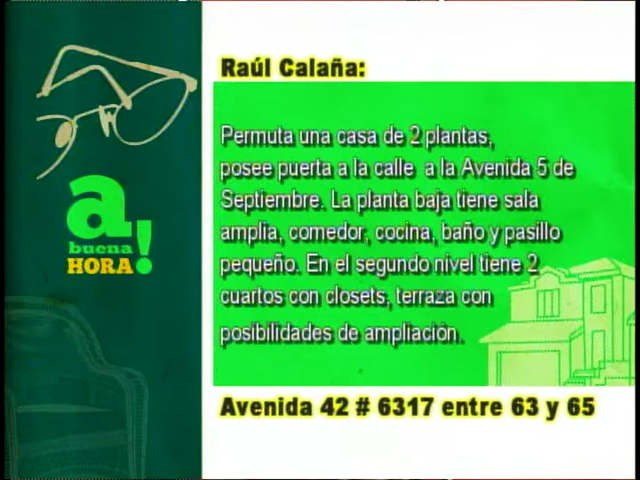 a
buena
HORA!
Raúl Calaña:
Permuta una casa de 2 plantas,
posee puerta a la calle a la Avenida 5 de
Septiembre. La planta baja tiene sala
amplia, comedor, cocina, baño y pasillo
pequeño. En el segundo nivel tiene 2
cuartos con closets, terraza con
posibilidades de ampliación.
Avenida 42 # 6317 entre 63 y 65